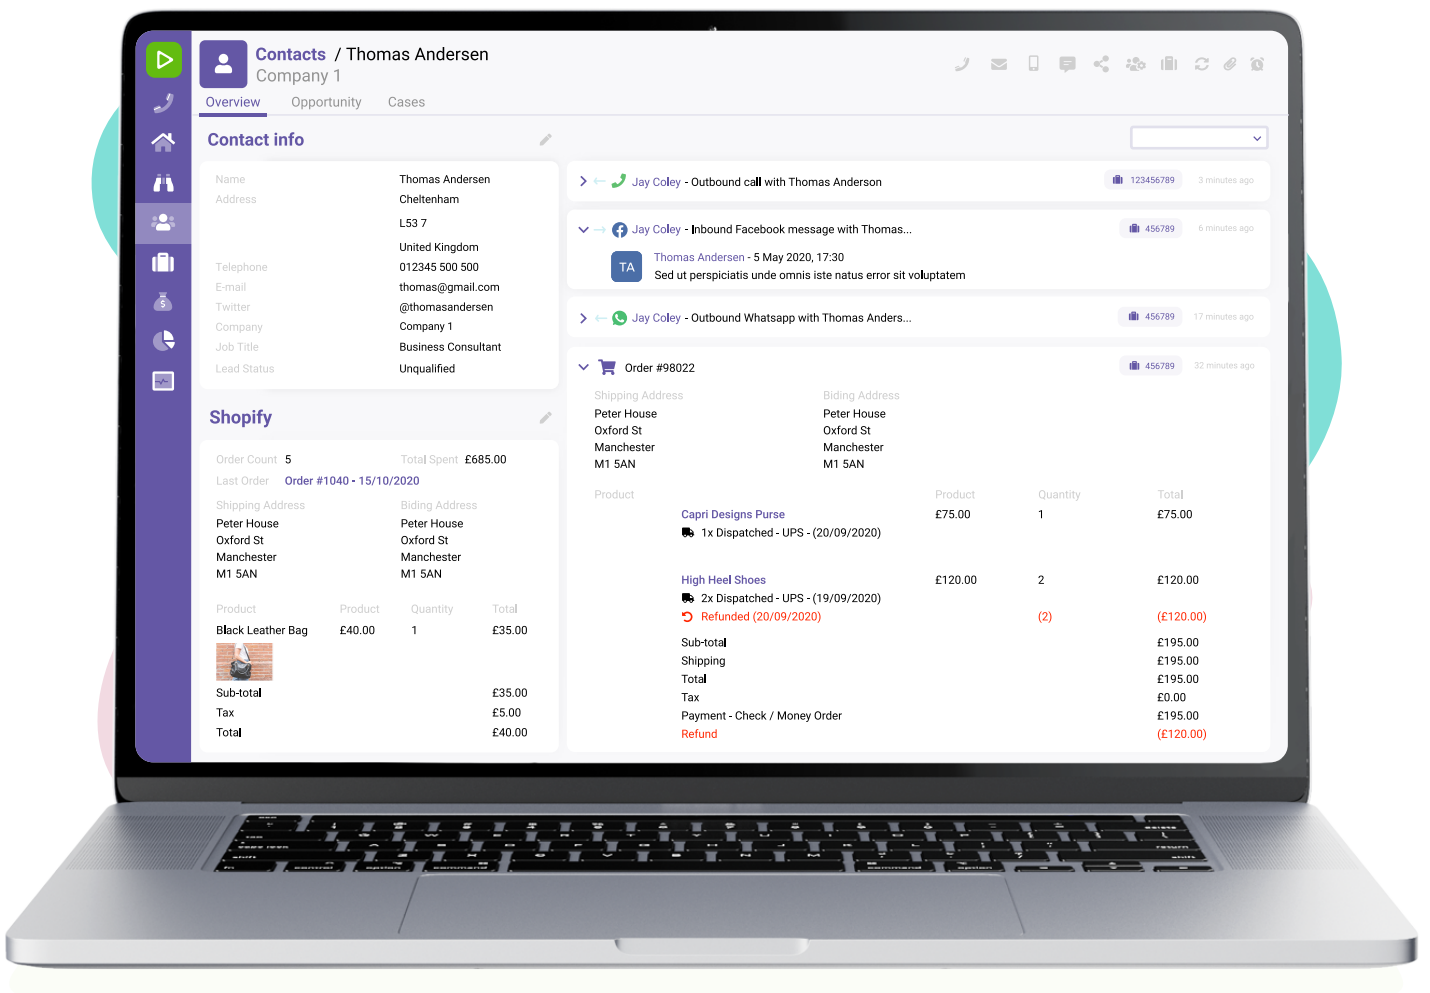 Contacts / Thomas Andersen
Company 1
Overview Opportunity Cases
Contact info
Name Thomas Andersen
Address Cheltenham
L53 7
United Kingdom
Telephone 012345 500 500
E-mail thomas@gmail.com
Twitter @thomasandersen
Company Company 1
Job Title Business Consultant
Lead Status Unqualified
Shopify
Order Count 5 Total Spent £685.00
Last Order Order #1040 - 15/10/2020
Shipping Address Biding Address
Peter House Peter House
Oxford St Oxford St
Manchester Manchester
M1 5AN M1 5AN
Product Product Quantity Total
Black Leather Bag £40.00 1 £35.00
Sub-total £35.00
Tax £5.00
Total £40.00
Jay Coley - Outbound call with Thomas Anderson 123456789 3 minutes ago
Jay Coley - Inbound Facebook message with Thomas... 456789 6 minutes ago
TA
Thomas Andersen - 5 May 2020, 17:30
Sed ut perspiciatis unde omnis iste natus error sit voluptatem
Jay Coley - Outbound Whatsapp with Thomas Anders... 456789 17 minutes ago
Order #98022 456789 32 minutes ago
Shipping Address Biding Address
Peter House Peter House
Oxford St Oxford St
Manchester Manchester
M1 5AN M1 5AN
Product Product Quantity Total
Capri Designs Purse £75.00 1 £75.00
1x Dispatched - UPS - (20/09/2020)
High Heel Shoes £120.00 2 £120.00
2x Dispatched - UPS - (19/09/2020)
Refunded (20/09/2020) (2) (£120.00)
Sub-total £195.00
Shipping £195.00
Total £195.00
Tax £0.00
Payment - Check / Money Order £195.00
Refund (£120.00)
delete
return
shift shift
fn control option command command option